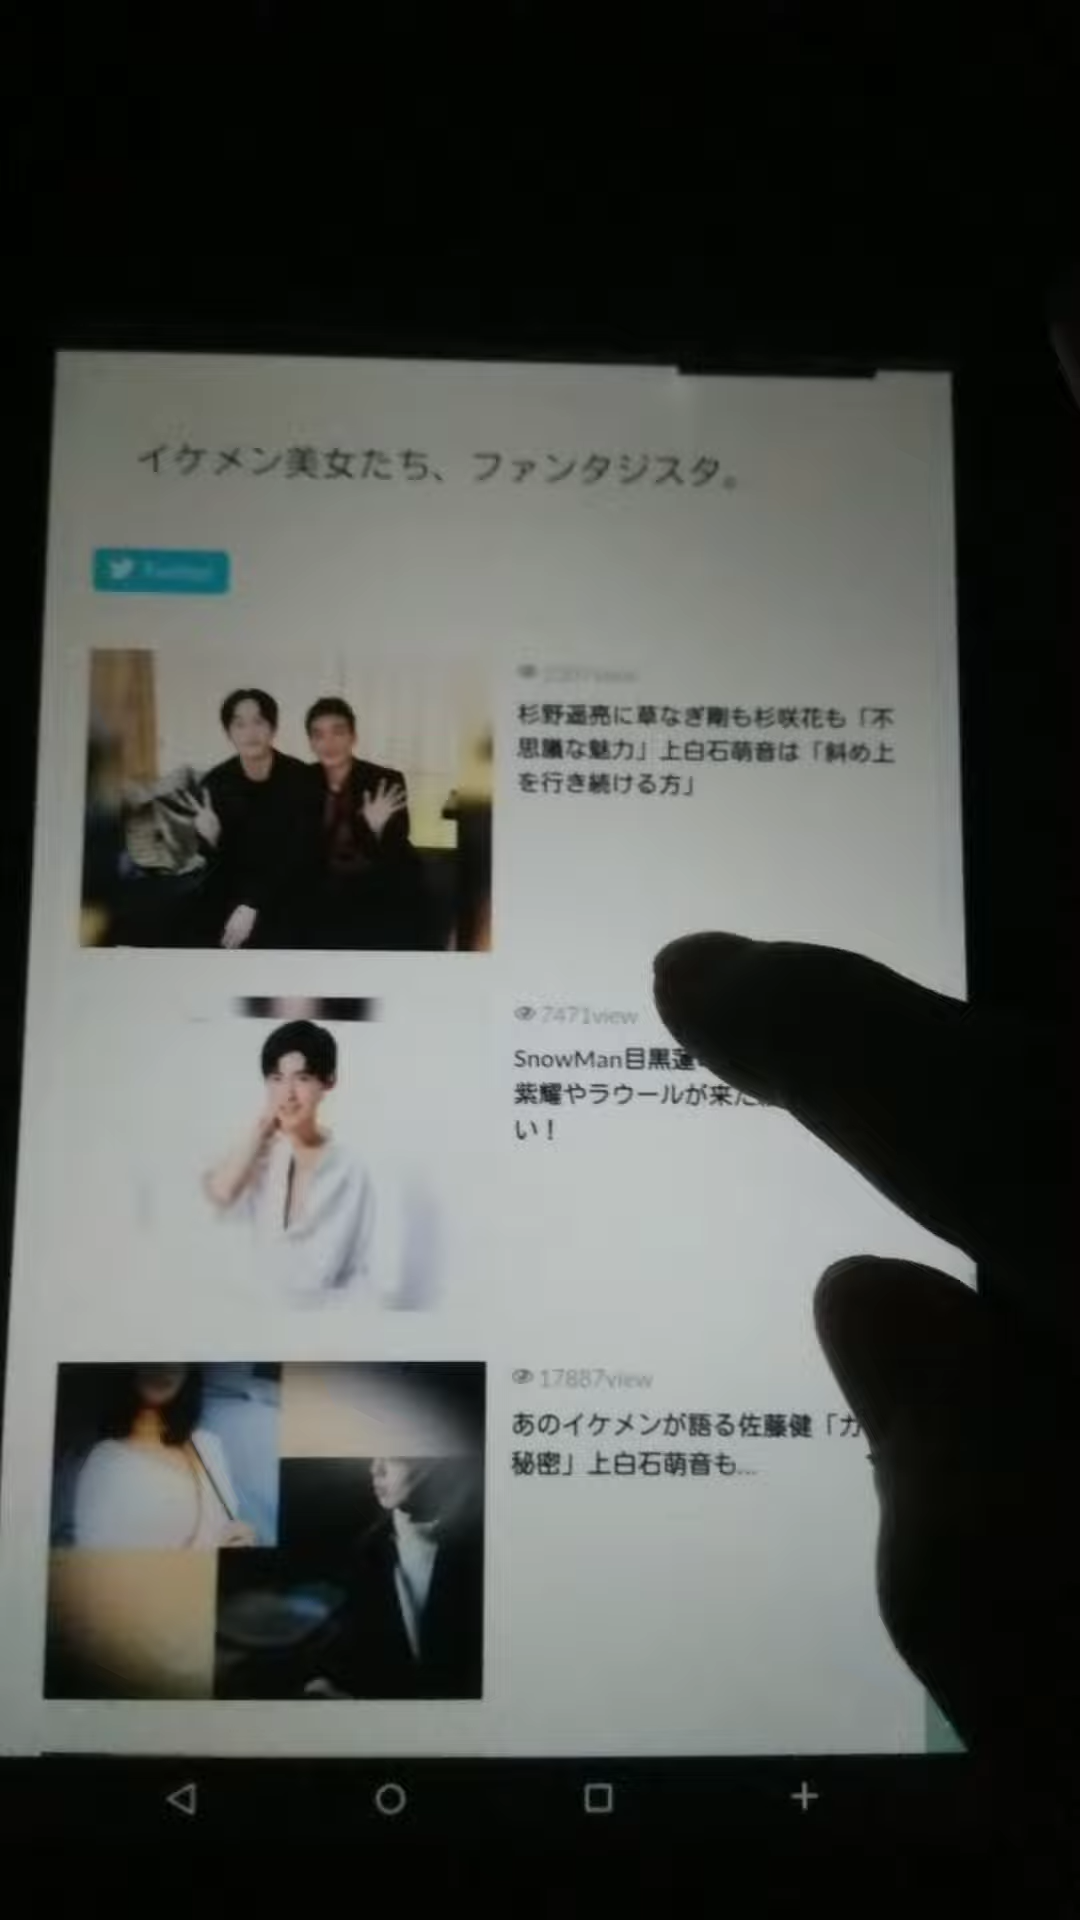 イケメン美女たち、ファンタジスタ。
杉野遥亮に草なぎ剛も杉咲花も「不
思議な魅力」上白石萌音は「斜め上
を行き続ける方」
7471view
SnowMan目黒蓮
紫耀やラウールが来た
い！
17887view
あのイケメンが語る佐藤健「カ
秘密」上白石萌音も...